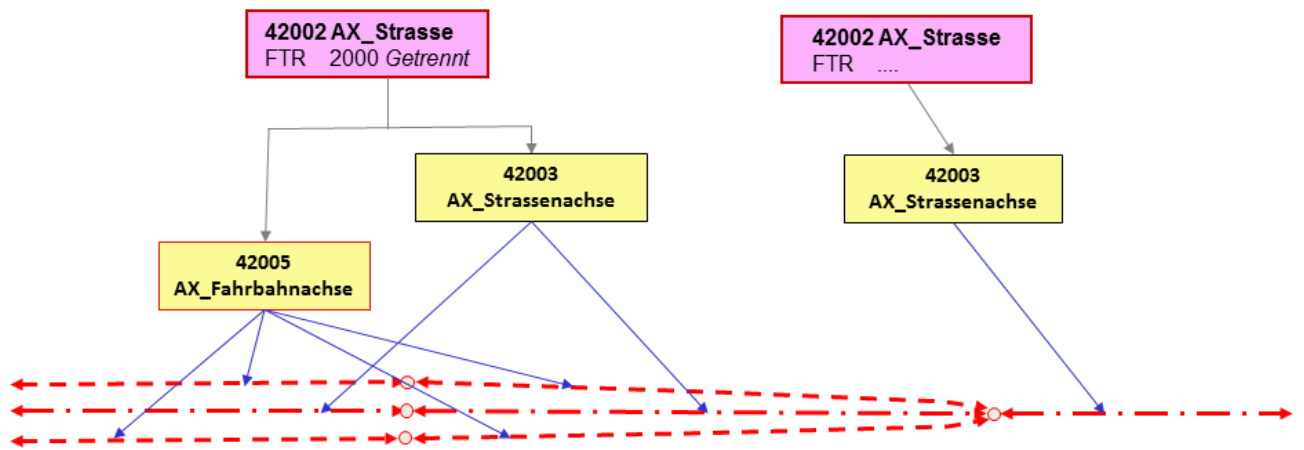 42002 AX_Strasse
FTR 2000 Getrennt
42002 AX_Strasse
FTR ....
42003
AX_Strassenachse
42003
AX_Strassenachse
42005
AX_Fahrbahnachse